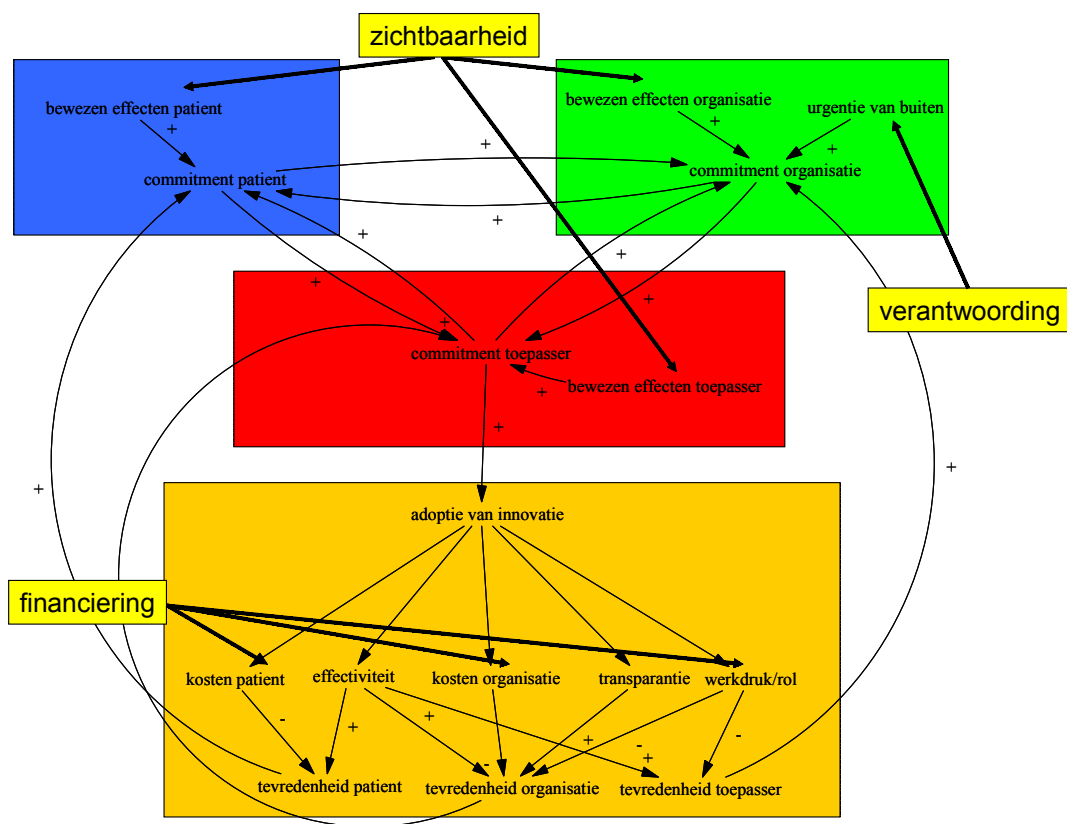 zichtbaarheid
bewezen effecten patient
bewezen effecten organisatie
urgentie van buiten
+
+
+
+
commitment patient
commitment organisatie
+
+
+
verantwoording
+
+
+
commitment toepasser
bewezen effecten toepasser
+
+
+
+
adoptie van innovatie
financiering
kosten patient
effectiviteit
kosten organisatie
transparantie
werkdruk/rol
-
+
+
+
-
+
-
-
tevredenheid patient
tevredenheid organisatie
tevredenheid toepasser